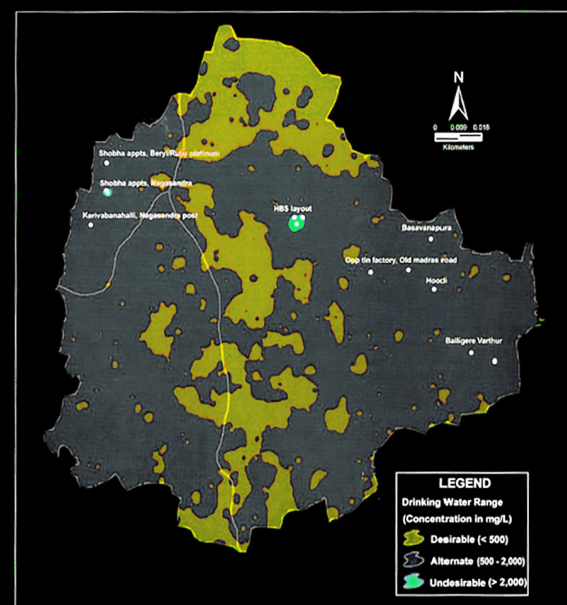 N
0 0.009 0.018
Kilometers
Shobha appts, Beryl/Ruby platinum
Shobha appts, Nagasandra
Karivabanahalli, Nagasandra post
HBS layout
Basavanapura
Opp tin factory, Old madras road
Hoodi
Balligere Varthur
LEGEND
Drinking Water Range
(Concentration in mg/L)
Desirable (< 500)
Alternate (500 - 2,000)
Undesirable (> 2,000)